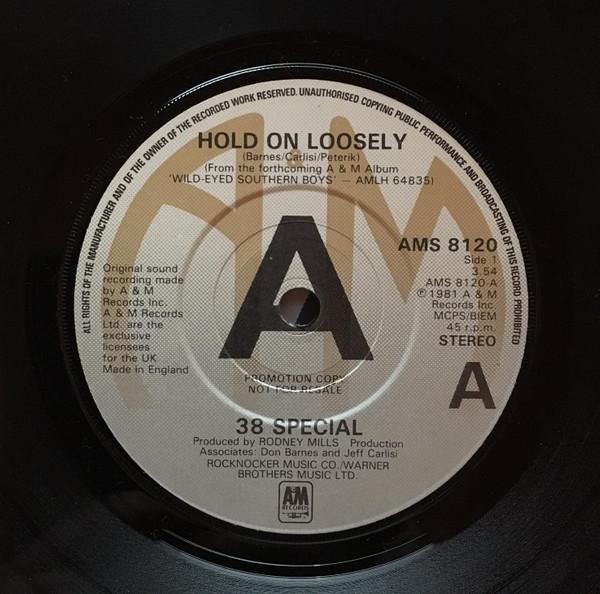 ALL RIGHTS OF THE MANUFACTURER AND OF THE OWNER OF THE RECORDED WORK RESERVED. UNAUTHORISED COPYING PUBLIC PERFORMANCE AND BROADCASTING OF THIS RECORD PROHIBITED
HOLD ON LOOSELY
(Barnes/Carlisi/Peterik)
(From the forthcoming A & M Album
'WILD-EYED SOUTHERN BOYS' – AMLH 64835)
A&M
AMS 8120
Side 1
3.54
AMS 8120-A
℗ 1981 A & M
Records Inc.
MCPS/BIEM
45 r.p.m.
STEREO
A
Original sound
recording made
by A & M
Records Inc.
A & M Records
Ltd. are the
exclusive
licensees
for the UK
Made in England
A
PROMOTION COPY
NOT FOR RESALE
38 SPECIAL
Produced by RODNEY MILLS Production
Associates: Don Barnes and Jeff Carlisi
ROCKNOCKER MUSIC CO./WARNER
BROTHERS MUSIC LTD.
A&M
RECORDS